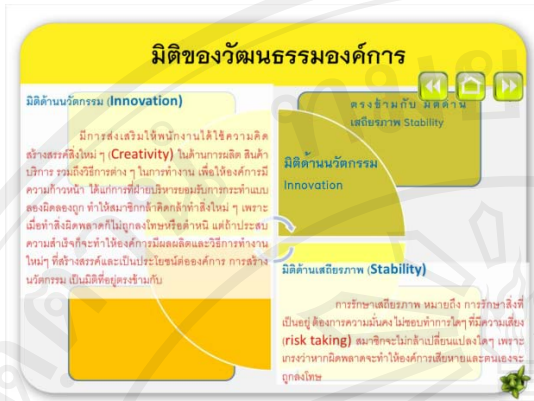 มิติของวัฒนธรรมองค์การ
มิติด้านนวัตกรรม (Innovation)
มีการส่งเสริมให้พนักงานได้ใช้ความคิด
สร้างสรรค์สิ่งใหม่ ๆ (Creativity) ในด้านการผลิต สินค้า
บริการ รวมถึงวิธีการต่าง ๆ ในการทำงาน เพื่อให้องค์การมี
ความก้าวหน้า ได้แก่การที่ฝ่ายบริหารยอมรับการกระทำแบบ
ลองผิดลองถูก ทำให้สมาชิกกล้าคิดกล้าทำสิ่งใหม่ ๆ เพราะ
เมื่อทำสิ่งผิดพลาดก็ไม่ถูกลงโทษหรือตำหนิ แต่ถ้าประสบ
ความสำเร็จก็จะทำให้องค์การมีผลผลิตและวิธีการทำงาน
ใหม่ๆ ที่สร้างสรรค์และเป็นประโยชน์ต่อองค์การ การสร้าง
นวัตกรรม เป็นมิติที่อยู่ตรงข้ามกับ
ตรงข้ามกับ มิติด้าน
เสถียรภาพ Stability
มิติด้านนวัตกรรม
Innovation
มิติด้านเสถียรภาพ (Stability)
การรักษาเสถียรภาพ หมายถึง การรักษาสิ่งที่
เป็นอยู่ ต้องการความมั่นคง ไม่ชอบทำการใดๆ ที่มีความเสี่ยง
(risk taking) สมาชิกจะไม่กล้าเปลี่ยนแปลงใดๆ เพราะ
เกรงว่าหากผิดพลาดจะทำให้องค์การเสียหายและตนเองจะ
ถูกลงโทษ